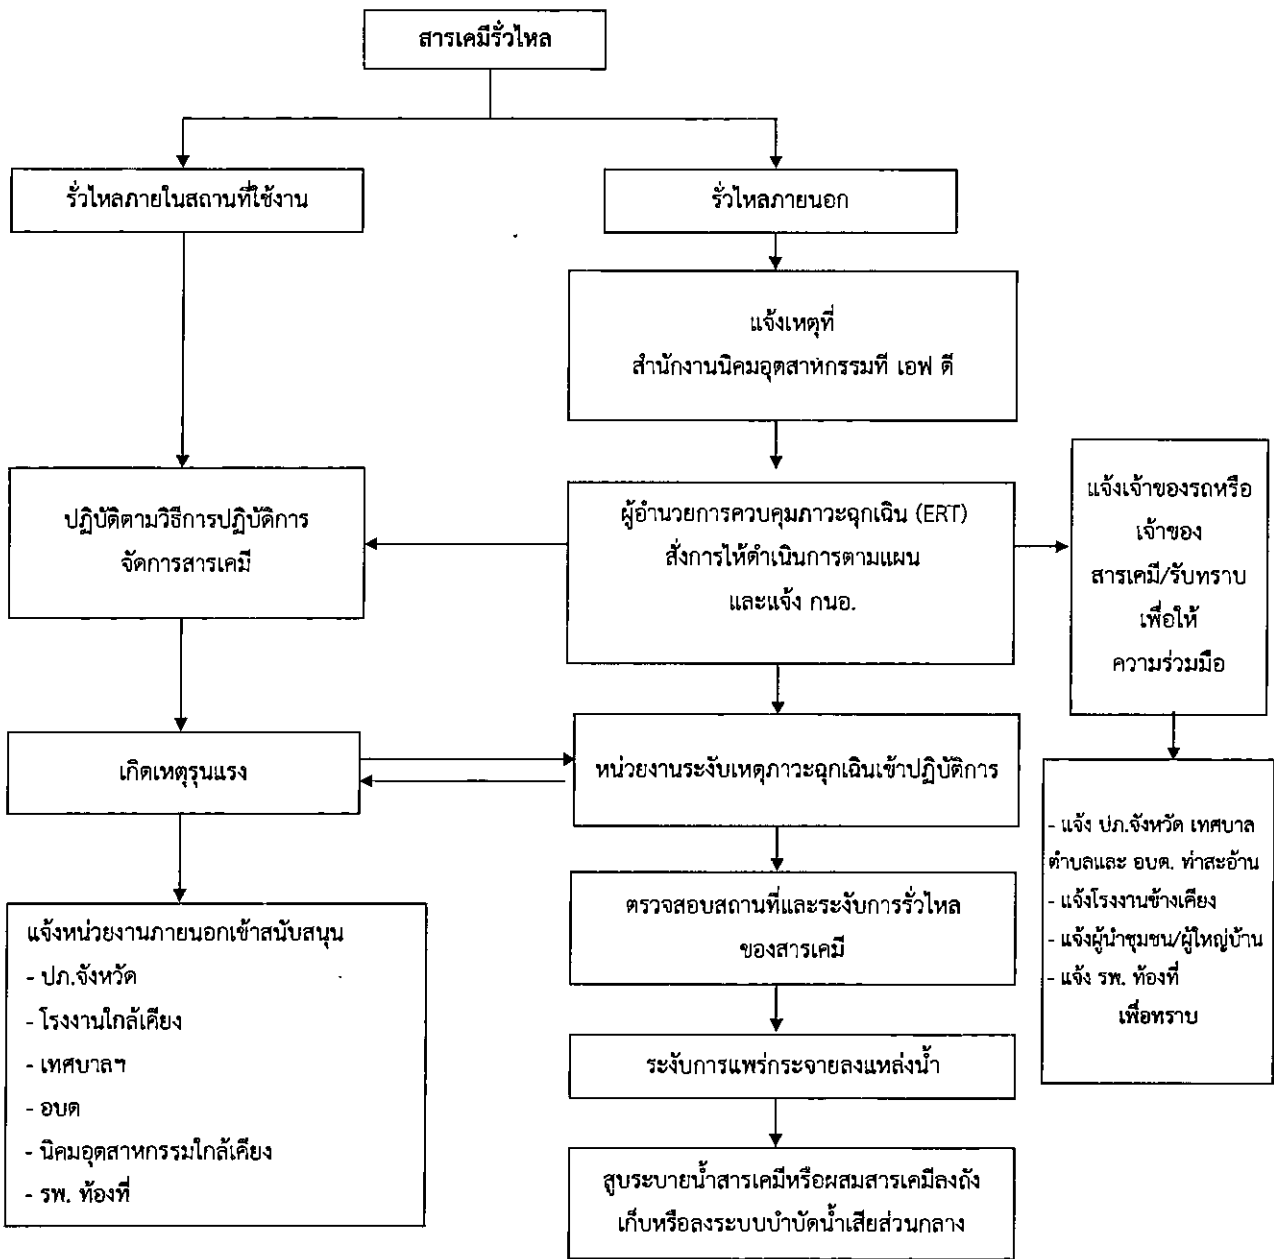 สารเคมีรั่วไหล
รั่วไหลภายในสถานที่ใช้งาน
รั่วไหลภายนอก
แจ้งเหตุที่
สำนักงานนิคมอุตสาหกรรมที เอฟ ดี
ปฏิบัติตามวิธีการปฏิบัติการ
จัดการสารเคมี
ผู้อำนวยการควบคุมภาวะฉุกเฉิน (ERT)
สั่งการให้ดำเนินการตามแผน
และแจ้ง กนอ.
แจ้งเจ้าของรถหรือ
เจ้าของ
สารเคมี/รับทราบ
เพื่อให้
ความร่วมมือ
เกิดเหตุรุนแรง
หน่วยงานระงับเหตุภาวะฉุกเฉินเข้าปฏิบัติการ
- แจ้ง ปภ.จังหวัด เทศบาล
ตำบลและ อบต. ท่าสะอ้าน
- แจ้งโรงงานข้างเคียง
- แจ้งผู้นำชุมชน/ผู้ใหญ่บ้าน
- แจ้ง รพ. ท้องที่
เพื่อทราบ
แจ้งหน่วยงานภายนอกเข้าสนับสนุน
- ปภ.จังหวัด
- โรงงานใกล้เคียง
- เทศบาลฯ
- อบต
- นิคมอุตสาหกรรมใกล้เคียง
- รพ. ท้องที่
ตรวจสอบสถานที่และระงับการรั่วไหล
ของสารเคมี
ระงับการแพร่กระจายลงแหล่งน้ำ
สูบระบายน้ำสารเคมีหรือผสมสารเคมีลงถัง
เก็บหรือลงระบบบำบัดน้ำเสียส่วนกลาง